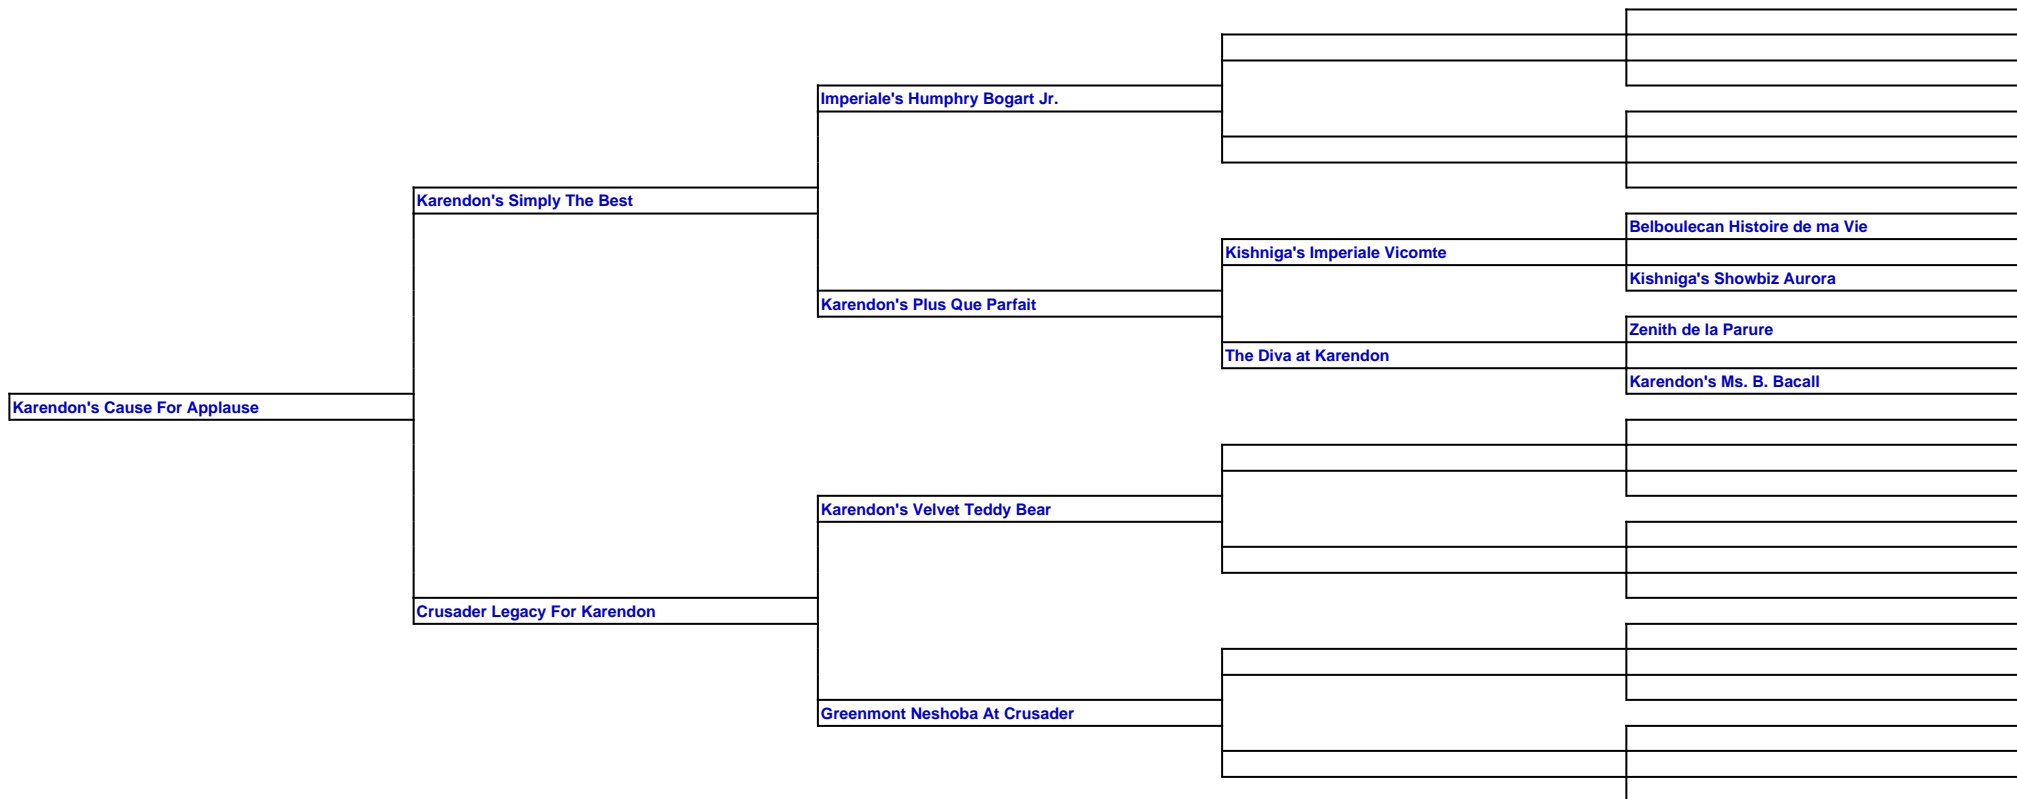 Imperiale's Humphry Bogart Jr.
Karendon's Simply The Best
Belboulecan Histoire de ma Vie
Kishniga's Imperiale Vicomte
Kishniga's Showbiz Aurora
Karendon's Plus Que Parfait
Zenith de la Parure
The Diva at Karendon
Karendon's Ms. B. Bacall
Karendon's Cause For Applause
Karendon's Velvet Teddy Bear
Crusader Legacy For Karendon
Greenmont Neshoba At Crusader